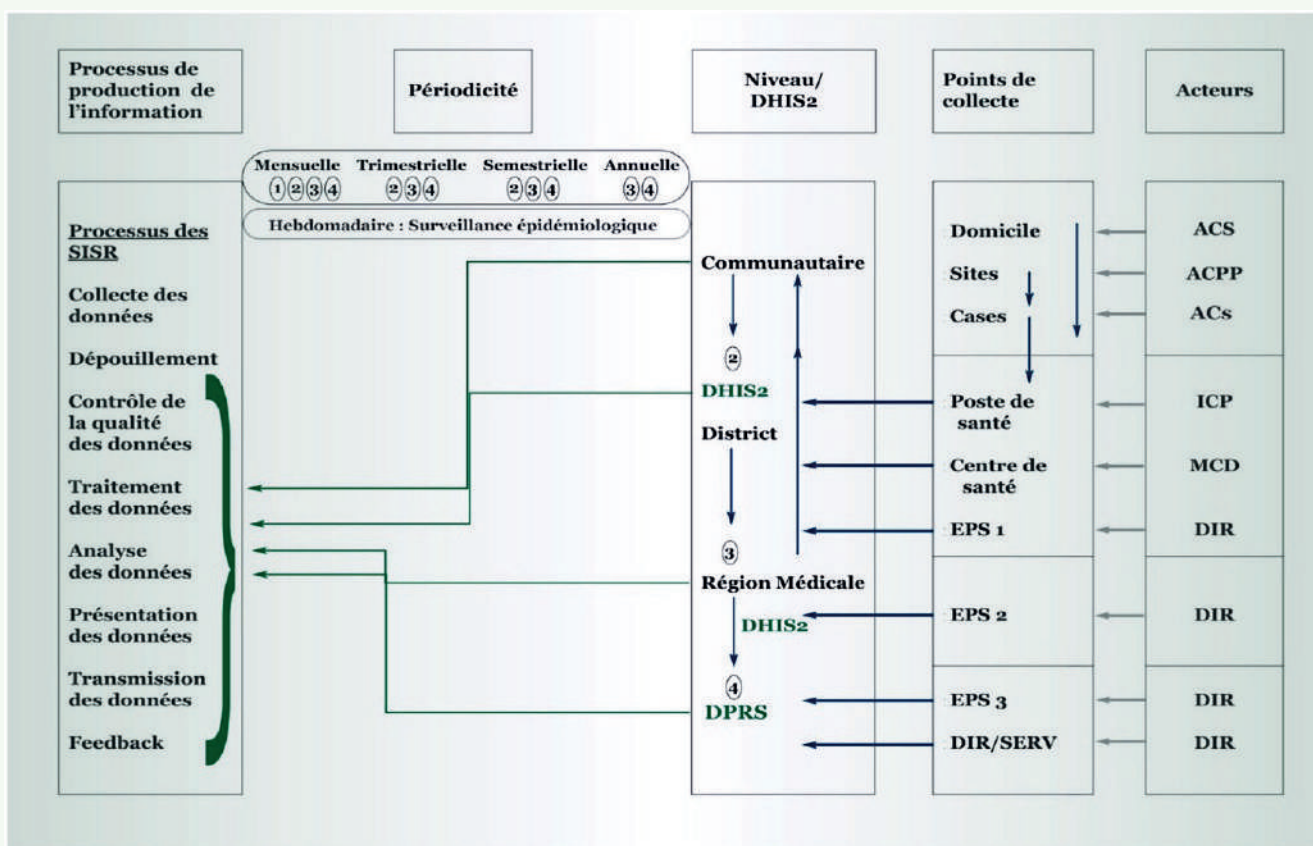 Processus de
production de
l'information
Périodicité
Niveau/
DHIS2
Points de
collecte
Acteurs
Mensuelle Trimestrielle Semestrielle Annuelle
1 2 3 4 2 3 4 2 3 4 3 4
Hebdomadaire : Surveillance épidémiologique
Processus des
SISR
Collecte des
données
Dépouillement
Contrôle de
la qualité
des données
Traitement
des données
Analyse
des données
Présentation
des données
Transmission
des données
Feedback
Communautaire
2
DHIS2
District
3
Région Médicale
DHIS2
4
DPRS
Domicile
Sites
Cases
Poste de
santé
Centre de
santé
EPS 1
EPS 2
EPS 3
DIR/SERV
ACS
ACPP
ACs
ICP
MCD
DIR
DIR
DIR
DIR